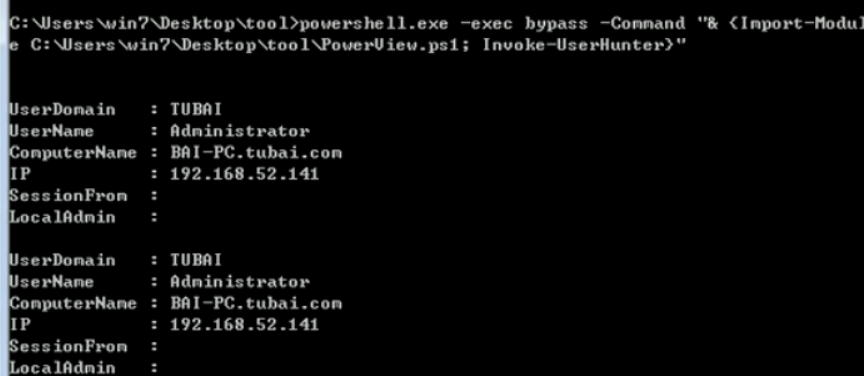 C:\Users\win7\Desktop\tool>powershell.exe -exec bypass -Command "& {Import-Modul
e C:\Users\win7\Desktop\tool\PowerView.ps1; Invoke-UserHunter}"
UserDomain : TUBAI
UserName : Administrator
ComputerName : BAI-PC.tubai.com
IP : 192.168.52.141
SessionFrom :
LocalAdmin :
UserDomain : TUBAI
UserName : Administrator
ComputerName : BAI-PC.tubai.com
IP : 192.168.52.141
SessionFrom :
LocalAdmin :